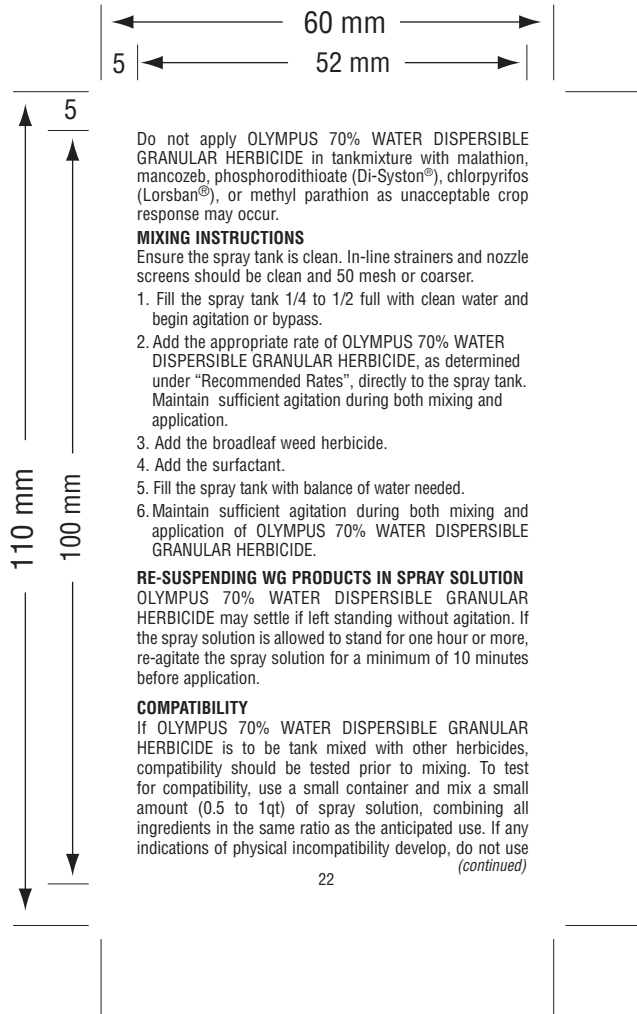 60 mm
5 52 mm
5
110 mm
100 mm
Do not apply OLYMPUS 70% WATER DISPERSIBLE
GRANULAR HERBICIDE in tankmixture with malathion,
mancozeb, phosphorodithioate (Di-Syston®), chlorpyrifos
(Lorsban®), or methyl parathion as unacceptable crop
response may occur.
MIXING INSTRUCTIONS
Ensure the spray tank is clean. In-line strainers and nozzle
screens should be clean and 50 mesh or coarser.
1. Fill the spray tank 1/4 to 1/2 full with clean water and
begin agitation or bypass.
2. Add the appropriate rate of OLYMPUS 70% WATER
DISPERSIBLE GRANULAR HERBICIDE, as determined
under “Recommended Rates”, directly to the spray tank.
Maintain sufficient agitation during both mixing and
application.
3. Add the broadleaf weed herbicide.
4. Add the surfactant.
5. Fill the spray tank with balance of water needed.
6. Maintain sufficient agitation during both mixing and
application of OLYMPUS 70% WATER DISPERSIBLE
GRANULAR HERBICIDE.
RE-SUSPENDING WG PRODUCTS IN SPRAY SOLUTION
OLYMPUS 70% WATER DISPERSIBLE GRANULAR
HERBICIDE may settle if left standing without agitation. If
the spray solution is allowed to stand for one hour or more,
re-agitate the spray solution for a minimum of 10 minutes
before application.
COMPATIBILITY
If OLYMPUS 70% WATER DISPERSIBLE GRANULAR
HERBICIDE is to be tank mixed with other herbicides,
compatibility should be tested prior to mixing. To test
for compatibility, use a small container and mix a small
amount (0.5 to 1qt) of spray solution, combining all
ingredients in the same ratio as the anticipated use. If any
indications of physical incompatibility develop, do not use
(continued)
22